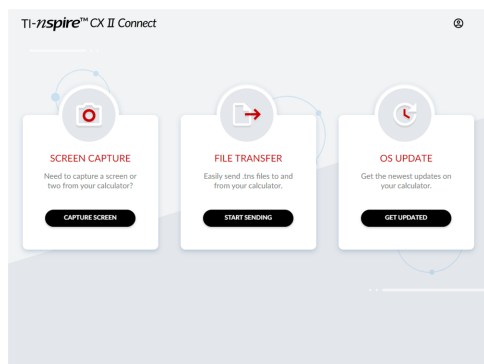 TI-nspire™ CX II Connect
SCREEN CAPTURE
Need to capture a screen or
two from your calculator?
CAPTURE SCREEN
FILE TRANSFER
Easily send .tns files to and
from your calculator.
START SENDING
OS UPDATE
Get the newest updates on
your calculator.
GET UPDATED